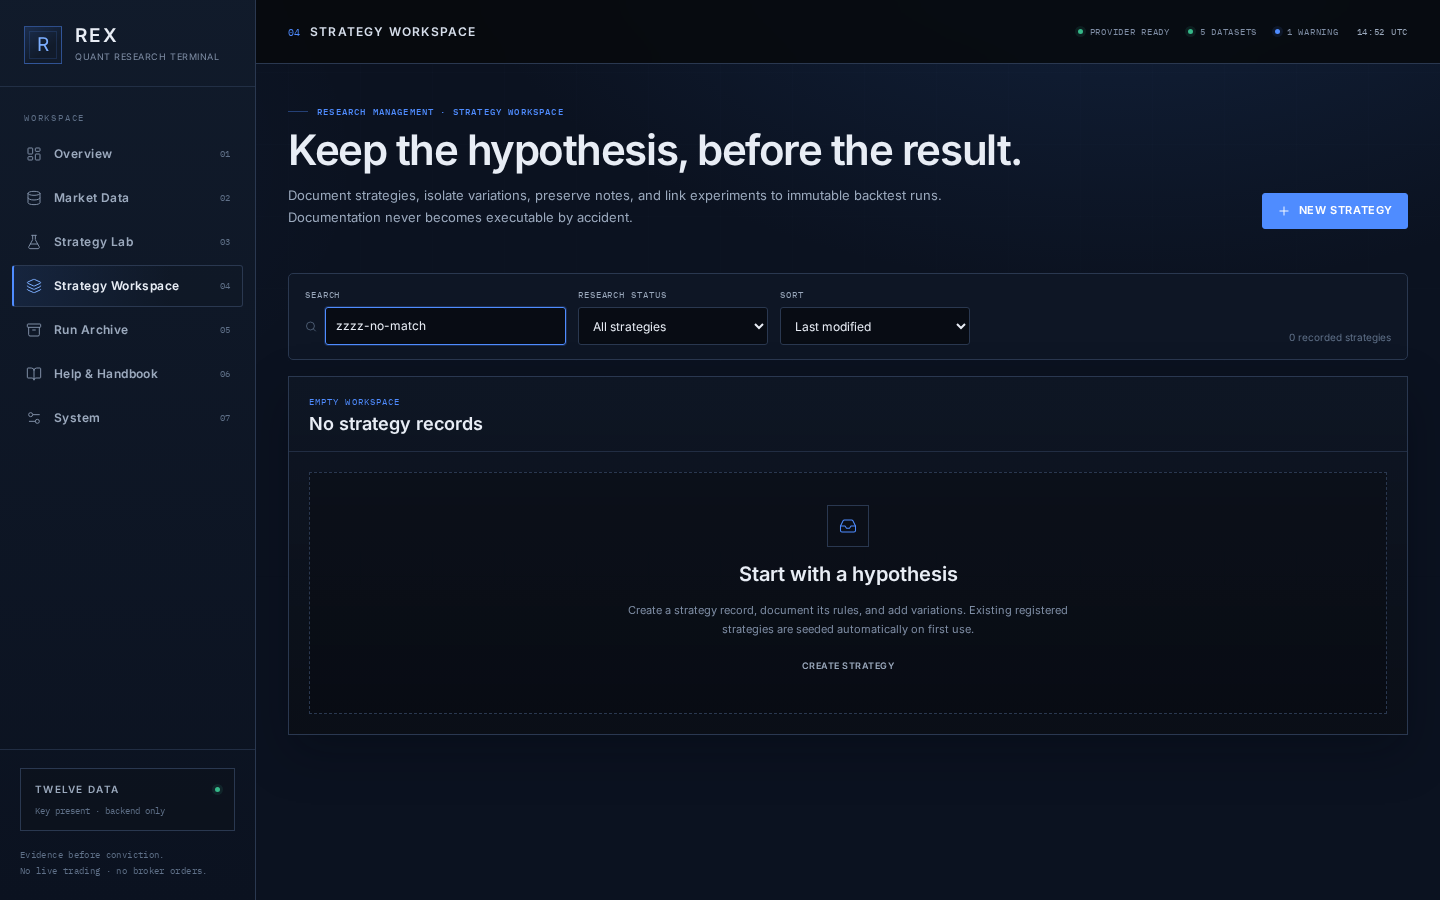 R
REX
QUANT RESEARCH TERMINAL
WORKSPACE
Overview 01
Market Data 02
Strategy Lab 03
Strategy Workspace 04
Run Archive 05
Help & Handbook 06
System 07
TWELVE DATA
Key present · backend only
Evidence before conviction.
No live trading · no broker orders.
04 STRATEGY WORKSPACE
PROVIDER READY 5 DATASETS 1 WARNING 14:52 UTC
RESEARCH MANAGEMENT · STRATEGY WORKSPACE
Keep the hypothesis, before the result.
Document strategies, isolate variations, preserve notes, and link experiments to immutable backtest runs.
Documentation never becomes executable by accident.
NEW STRATEGY
SEARCH RESEARCH STATUS SORT
zzzz-no-match All strategies Last modified
0 recorded strategies
EMPTY WORKSPACE
No strategy records
Start with a hypothesis
Create a strategy record, document its rules, and add variations. Existing registered
strategies are seeded automatically on first use.
CREATE STRATEGY